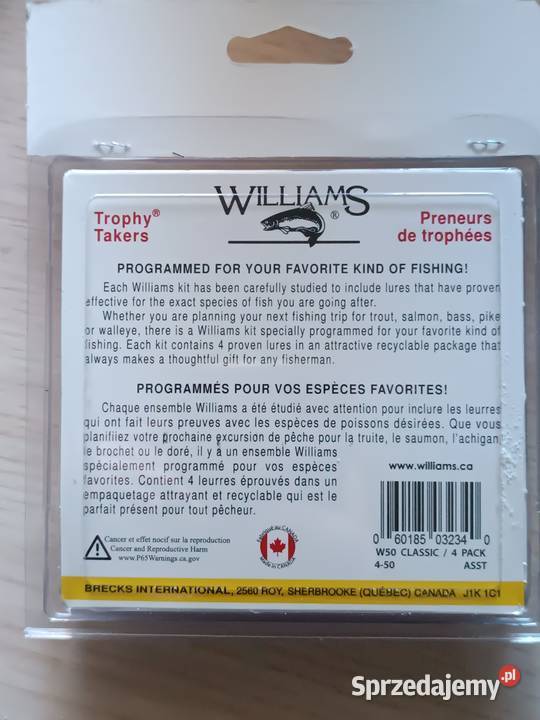 WILLIAMS
®
Trophy®
Takers
Preneurs
de trophées
PROGRAMMED FOR YOUR FAVORITE KIND OF FISHING!
Each Williams kit has been carefully studied to include lures that have proven
effective for the exact species of fish you are going after.
Whether you are planning your next fishing trip for trout, salmon, bass, pike
or walleye, there is a Williams kit specially programmed for your favorite kind of
fishing. Each kit contains 4 proven lures in an attractive recyclable package that
always makes a thoughtful gift for any fisherman.
PROGRAMMÉS POUR VOS ESPÈCES FAVORITES!
Chaque ensemble Williams a été étudié avec attention pour inclure les leurres
qui ont fait leurs preuves avec les espèces de poissons désirées. Que vous
planifiiez votre prochaine excursion de pêche pour la truite, le saumon, l'achigan,
le brochet ou le doré, il y a un ensemble Williams
spécialement programmé pour vos espèces
favorites. Contient 4 leurres éprouvés dans un
empaquetage attrayant et recyclable qui est le
parfait présent pour tout pêcheur.
www.williams.ca
0 60185 03234 0
W50 CLASSIC / 4 PACK
4-50 ASST
Cancer et effet nocif sur la reproduction
Cancer and Reproductive Harm
www.P65Warnings.ca.gov
Fabriqué au CANADA
Made in CANADA
BRECKS INTERNATIONAL, 2560 ROY, SHERBROOKE (QUÉBEC) CANADA J1K 1C1
Sprzedajemy.pl